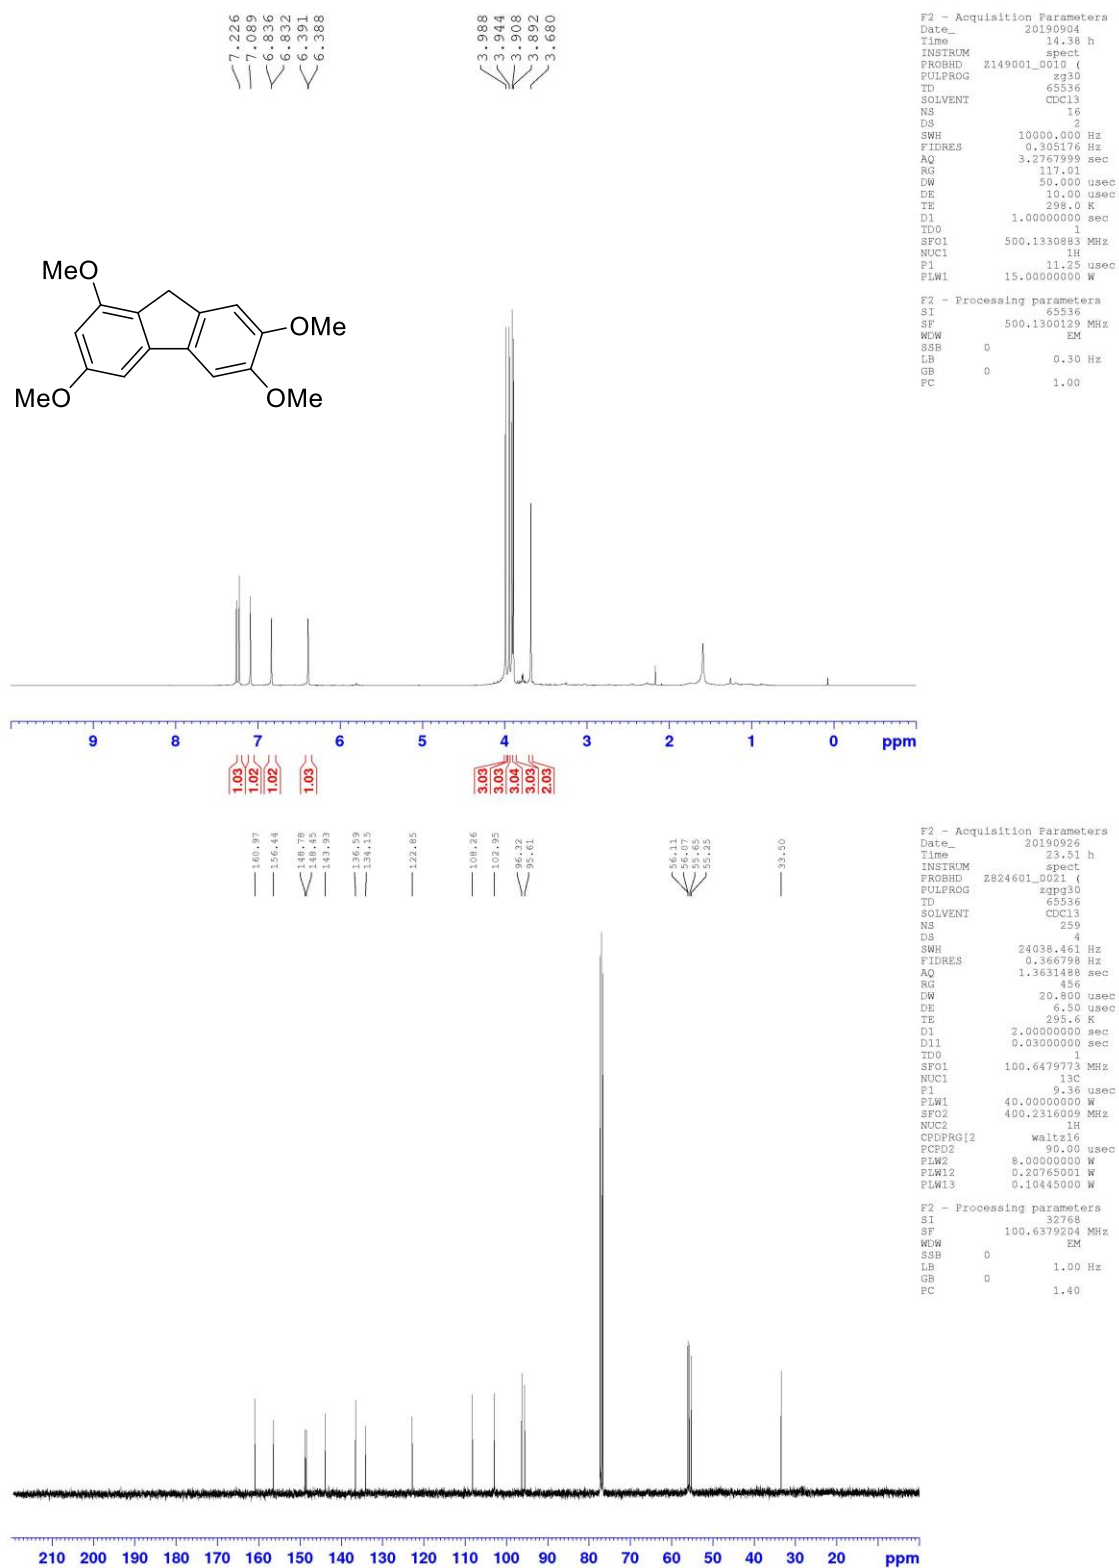 7.226
7.089
6.836
6.832
6.391
6.388
3.988
3.944
3.908
3.892
3.680
F2 - Acquisition Parameters
Date_ 20190904
Time 14.38 h
INSTRUM spect
PROBHD Z149001_0010 (
PULPROG zg30
TD 65536
SOLVENT CDCl3
NS 16
DS 2
SWH 10000.000 Hz
FIDRES 0.305176 Hz
AQ 3.2767999 sec
RG 117.01
DW 50.000 usec
DE 10.00 usec
TE 298.0 K
D1 1.00000000 sec
TD0 1
SFO1 500.1330883 MHz
NUC1 1H
P1 11.25 usec
PLW1 15.00000000 W
F2 - Processing parameters
SI 65536
SF 500.1300129 MHz
WDW EM
SSB 0
LB 0.30 Hz
GB 0
PC 1.00
MeO
OMe
MeO
OMe
9 8 7 6 5 4 3 2 1 0 ppm
1.03
1.02
1.02
1.03
3.03
3.03
3.04
3.03
2.03
160.97
156.44
148.78
148.45
143.93
136.59
134.15
122.85
108.26
102.95
96.32
95.61
56.11
56.07
55.65
55.25
33.50
F2 - Acquisition Parameters
Date_ 20190926
Time 23.51 h
INSTRUM spect
PROBHD Z824601_0021 (
PULPROG zgpg30
TD 65536
SOLVENT CDCl3
NS 259
DS 4
SWH 24038.461 Hz
FIDRES 0.366798 Hz
AQ 1.3631488 sec
RG 456
DW 20.800 usec
DE 6.50 usec
TE 295.6 K
D1 2.00000000 sec
D11 0.03000000 sec
TD0 1
SFO1 100.6479773 MHz
NUC1 13C
P1 9.36 usec
PLW1 40.00000000 W
SFO2 400.2316009 MHz
NUC2 1H
CPDPRG[2 waltz16
PCPD2 90.00 usec
PLW2 8.00000000 W
PLW12 0.20765001 W
PLW13 0.10445000 W
F2 - Processing parameters
SI 32768
SF 100.6379204 MHz
WDW EM
SSB 0
LB 1.00 Hz
GB 0
PC 1.40
210 200 190 180 170 160 150 140 130 120 110 100 90 80 70 60 50 40 30 20 ppm